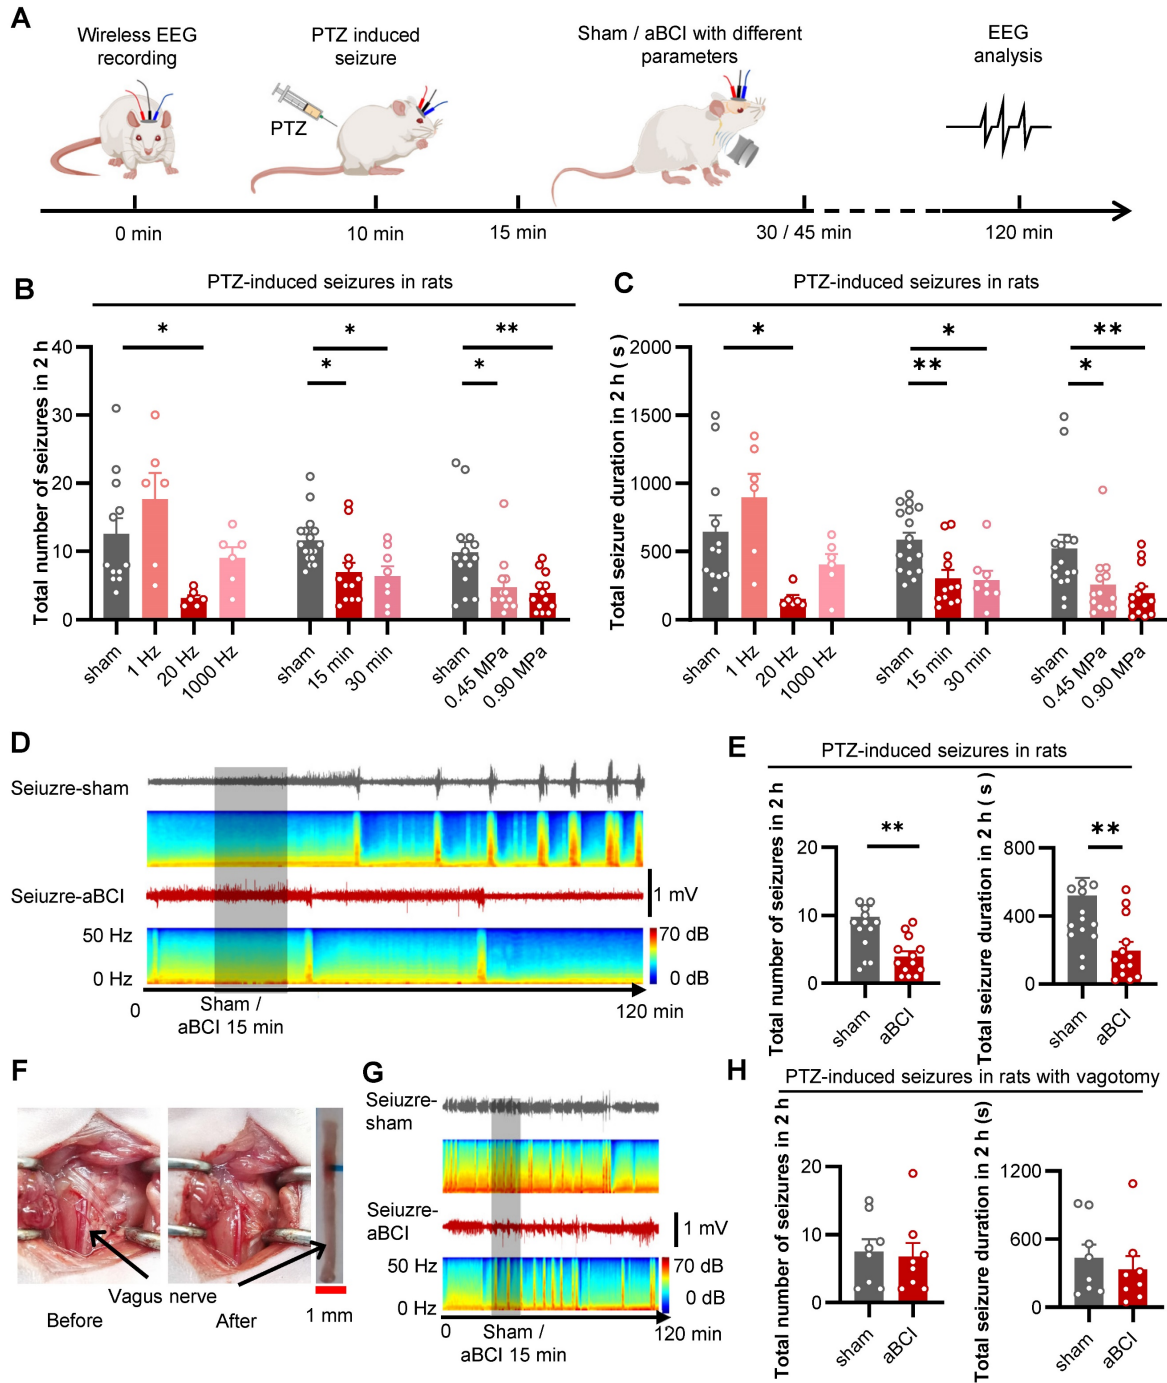 A
Wireless EEG
recording
PTZ induced
seizure
Sham / aBCI with different
parameters
EEG
analysis
PTZ
0 min
10 min
15 min
30 / 45 min
120 min
B
PTZ-induced seizures in rats
Total number of seizures in 2 h
*
*
*
**
*
40
30
20
10
0
sham
1 Hz
20 Hz
1000 Hz
sham
15 min
30 min
sham
0.45 MPa
0.90 MPa
C
PTZ-induced seizures in rats
Total seizure duration in 2 h ( s )
*
*
**
**
*
2000
1500
1000
500
0
sham
1 Hz
20 Hz
1000 Hz
sham
15 min
30 min
sham
0.45 MPa
0.90 MPa
D
Seiuzre-sham
Seiuzre-aBCI
1 mV
50 Hz
0 Hz
70 dB
0 dB
0
Sham /
aBCI 15 min
120 min
E
PTZ-induced seizures in rats
Total number of seizures in 2 h
**
20
10
0
sham
aBCI
Total seizure duration in 2 h ( s )
**
800
400
0
sham
aBCI
F
Vagus nerve
Before
After
1 mm
G
Seiuzre-
sham
Seiuzre-
aBCI
1 mV
50 Hz
0 Hz
70 dB
0 dB
0
Sham /
aBCI 15 min
120 min
H
PTZ-induced seizures in rats with vagotomy
Total number of seizures in 2 h
20
10
0
sham
aBCI
Total seizure duration in 2 h (s)
1200
600
0
sham
aBCI